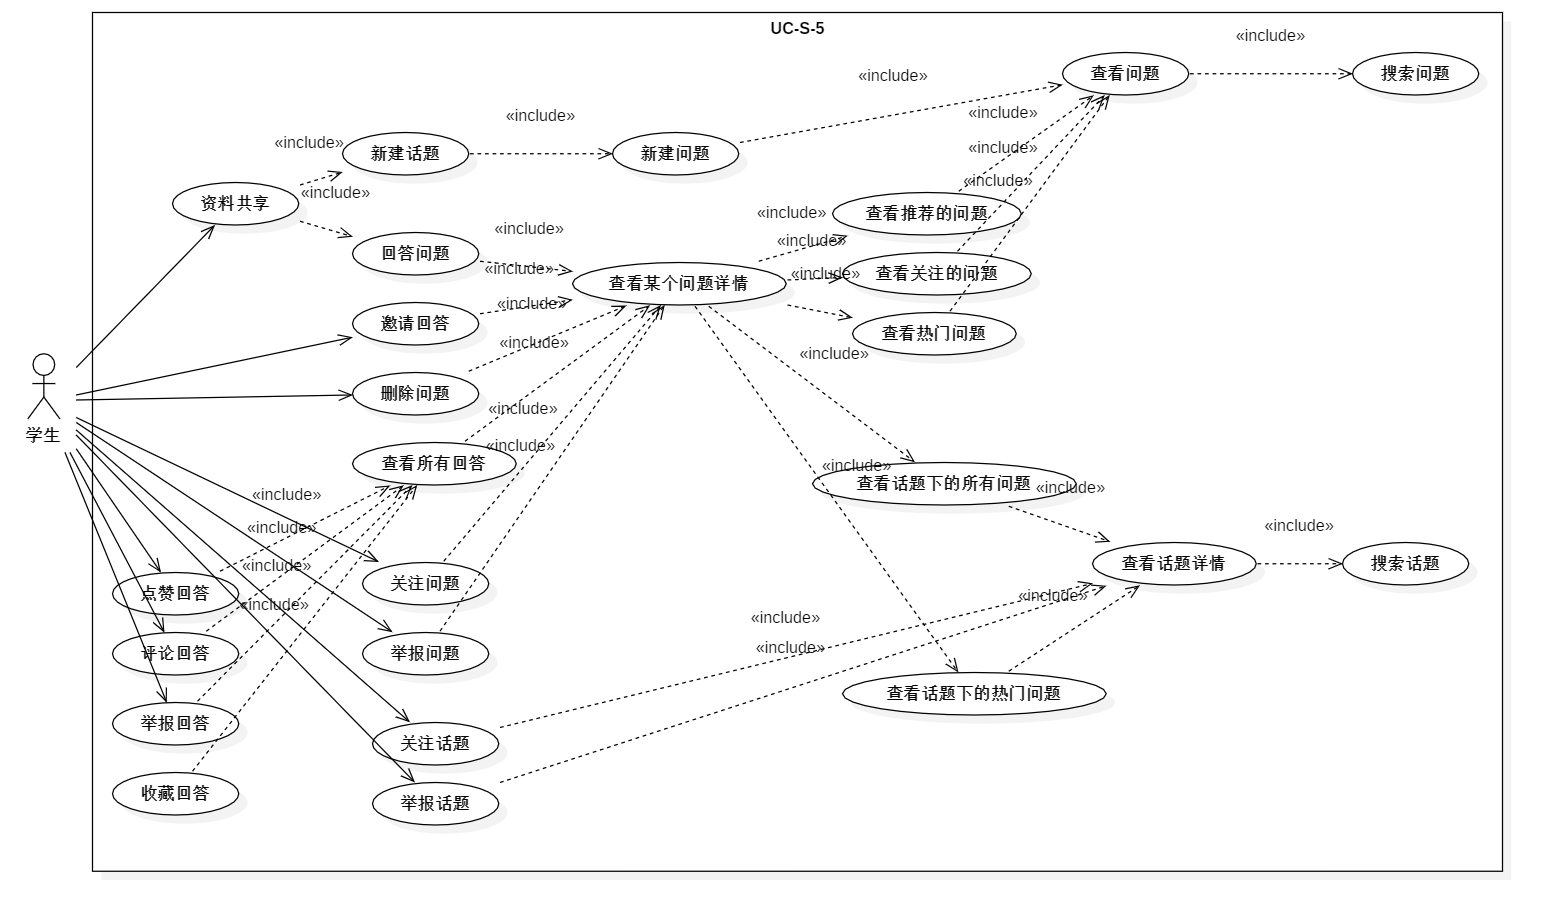 UC-S-5
«include»
查看问题
搜索问题
«include»
«include»
«include»
«include»
新建话题
新建问题
«include»
«include»
«include»
资料共享
«include»
查看推荐的问题
«include»
«include»
回答问题
«include»
«include»
查看某个问题详情
查看关注的问题
«include»
邀请回答
查看热门问题
«include»
«include»
删除问题
学生
«include»
«include»
查看所有回答
«include»
查看话题下的所有问题
«include»
«include»
«include»
«include»
«include»
查看话题详情
搜索话题
点赞回答
关注问题
«include»
«include»
«include»
«include»
评论回答
举报问题
查看话题下的热门问题
举报回答
关注话题
收藏回答
举报话题